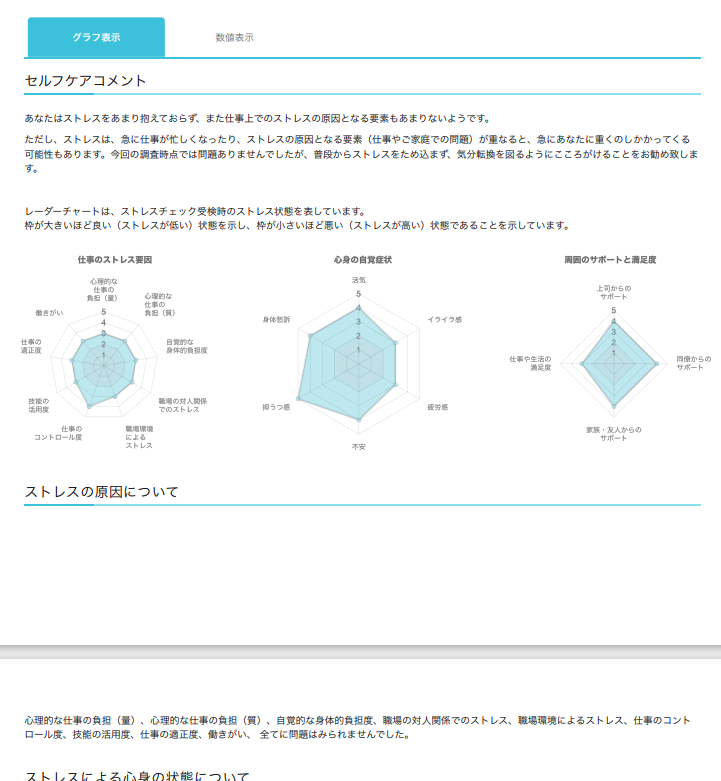 グラフ表示
数値表示
セルフケアコメント
あなたはストレスをあまり抱えておらず、また仕事上でのストレスの原因となる要素もあまりないようです。
ただし、ストレスは、急に仕事が忙しくなったり、ストレスの原因となる要素（仕事やご家庭での問題）が重なると、急にあなたに重くのしかかってくる
可能性もあります。今回の調査時点では問題ありませんでしたが、普段からストレスをため込まず、気分転換を図るようにこころがけることをお勧め致しま
す。
レーダーチャートは、ストレスチェック受検時のストレス状態を表しています。
枠が大きいほど良い（ストレスが低い）状態を示し、枠が小さいほど悪い（ストレスが高い）状態であることを示しています。
仕事のストレス要因
心理的な
仕事の
負担（量）
心理的な
仕事の
負担（質）
自覚的な
身体的負担度
職場の対人関係
でのストレス
職場環境
による
ストレス
仕事の
コントロール度
技能の
活用度
仕事の
適正度
働きがい
5
4
3
2
1
心身の自覚症状
活気
イライラ感
疲労感
不安
抑うつ感
身体愁訴
5
4
3
2
1
周囲のサポートと満足度
上司からの
サポート
同僚からの
サポート
家族・友人からの
サポート
仕事や生活の
満足度
5
4
3
2
1
ストレスの原因について
心理的な仕事の負担（量）、心理的な仕事の負担（質）、自覚的な身体的負担度、職場の対人関係でのストレス、職場環境によるストレス、仕事のコント
ロール度、技能の活用度、仕事の適正度、働きがい、 全てに問題はみられませんでした。
ストレスによる心身の状態について